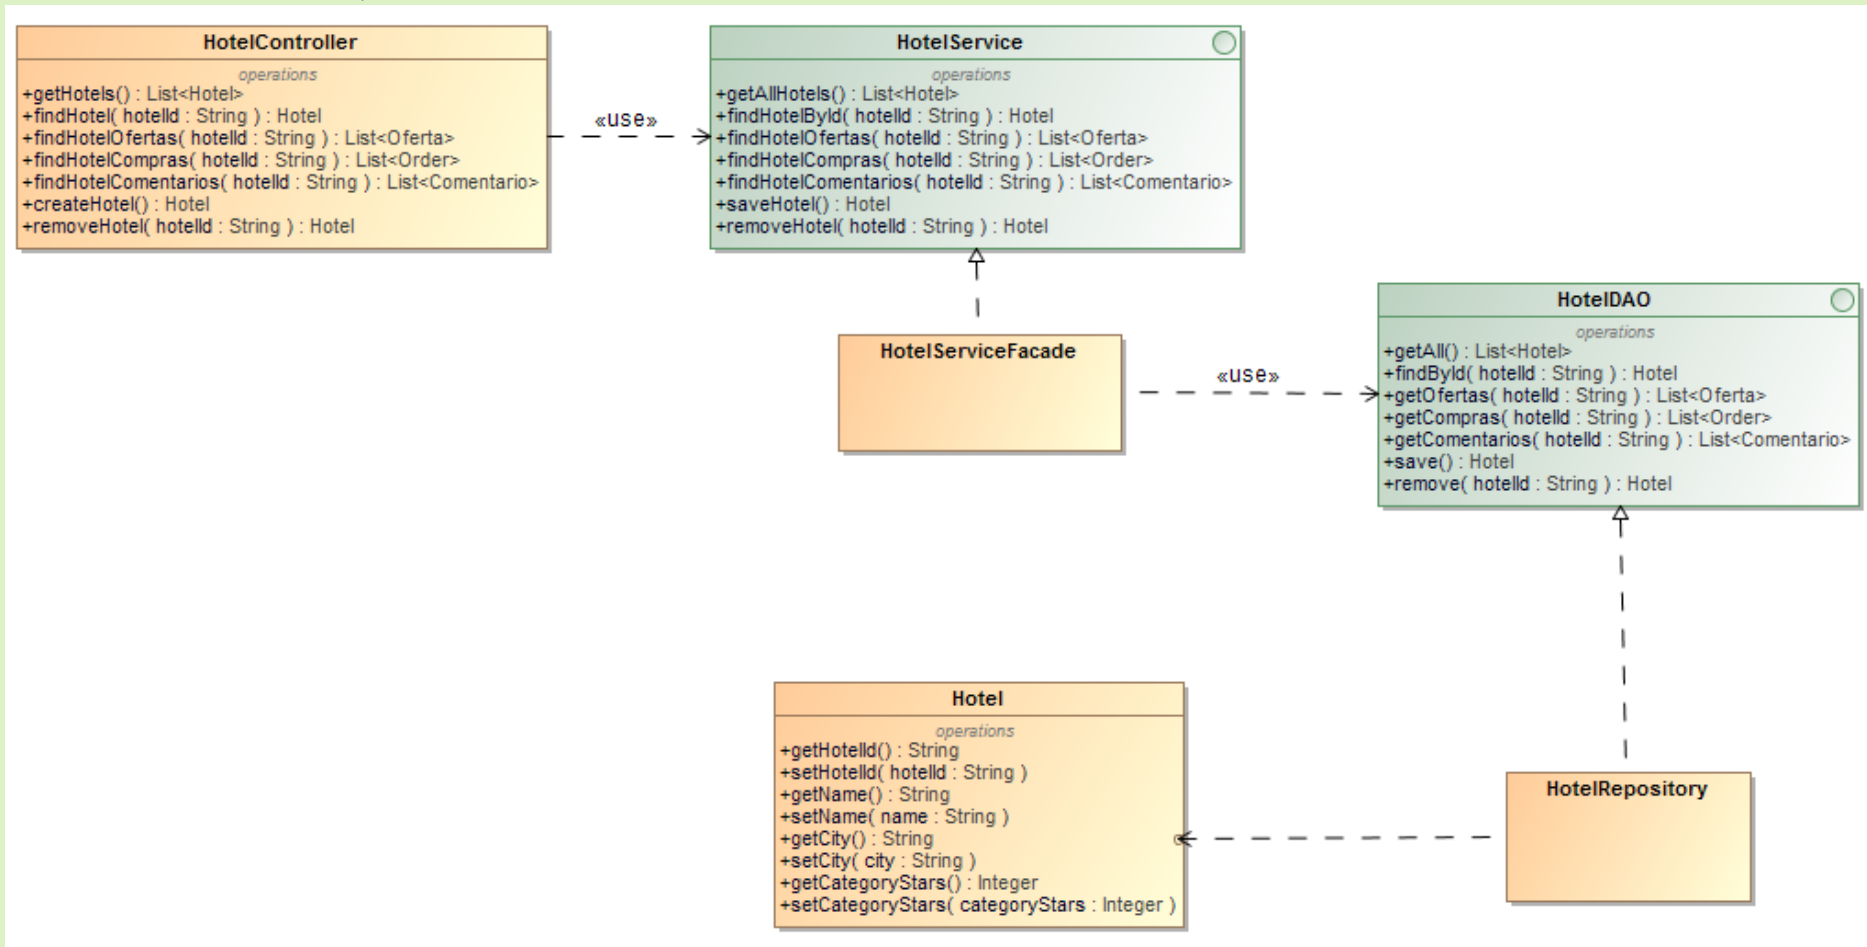 HotelController
operations
+getHotels() : List<Hotel>
+findHotel( hotelId : String ) : Hotel
+findHotelOfertas( hotelId : String ) : List<Oferta>
+findHotelCompras( hotelId : String ) : List<Order>
+findHotelComentarios( hotelId : String ) : List<Comentario>
+createHotel() : Hotel
+removeHotel( hotelId : String ) : Hotel
«use»
HotelService
operations
+getAllHotels() : List<Hotel>
+findHotelById( hotelId : String ) : Hotel
+findHotelOfertas( hotelId : String ) : List<Oferta>
+findHotelCompras( hotelId : String ) : List<Order>
+findHotelComentarios( hotelId : String ) : List<Comentario>
+saveHotel() : Hotel
+removeHotel( hotelId : String ) : Hotel
HotelServiceFacade
«use»
HotelDAO
operations
+getAll() : List<Hotel>
+findById( hotelId : String ) : Hotel
+getOfertas( hotelId : String ) : List<Oferta>
+getCompras( hotelId : String ) : List<Order>
+getComentarios( hotelId : String ) : List<Comentario>
+save() : Hotel
+remove( hotelId : String ) : Hotel
Hotel
operations
+getHotelId() : String
+setHotelId( hotelId : String )
+getName() : String
+setName( name : String )
+getCity() : String
+setCity( city : String )
+getCategoryStars() : Integer
+setCategoryStars( categoryStars : Integer )
HotelRepository